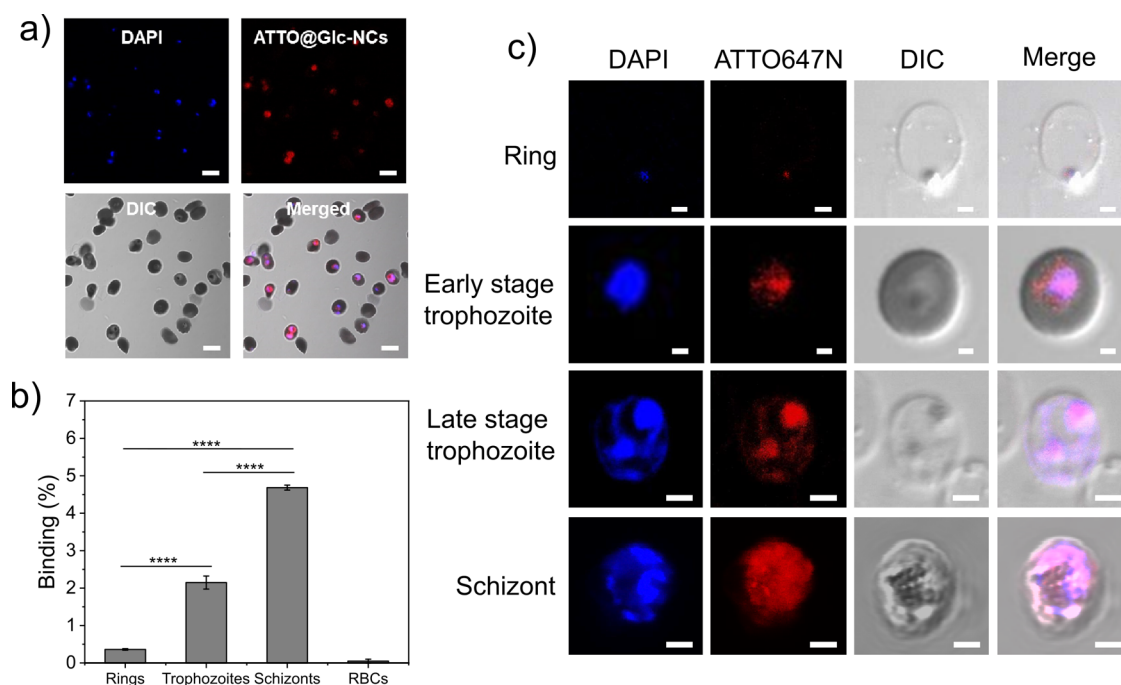 a)
DAPI
ATTO@Glc-NCs
DIC
Merged
b)
7
6
5
4
3
2
1
0
Binding (%)
****
****
****
Rings
Trophozoites
Schizonts
RBCs
c)
DAPI
ATTO647N
DIC
Merge
Ring
Early stage
trophozoite
Late stage
trophozoite
Schizont